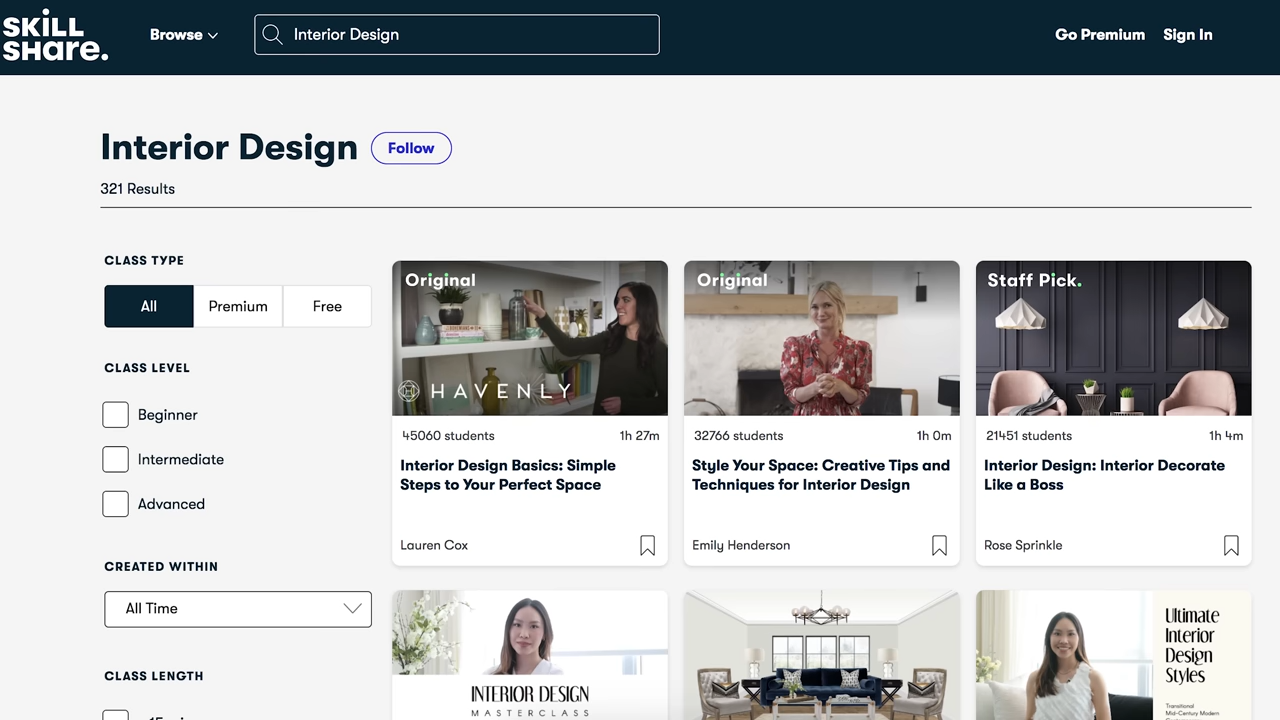 SKILL
SHARE.
Browse
Interior Design
Go Premium
Sign In
Interior Design
Follow
321 Results
CLASS TYPE
All
Premium
Free
CLASS LEVEL
Beginner
Intermediate
Advanced
CREATED WITHIN
All Time
CLASS LENGTH
Original
HAVENLY
45060 students
1h 27m
Interior Design Basics: Simple
Steps to Your Perfect Space
Lauren Cox
Original
32766 students
1h 0m
Style Your Space: Creative Tips and
Techniques for Interior Design
Emily Henderson
Staff Pick.
21451 students
1h 4m
Interior Design: Interior Decorate
Like a Boss
Rose Sprinkle
INTERIOR DESIGN
MASTERCLASS
Ultimate
Interior
Design
Styles
Transitional
Mid-Century Modern